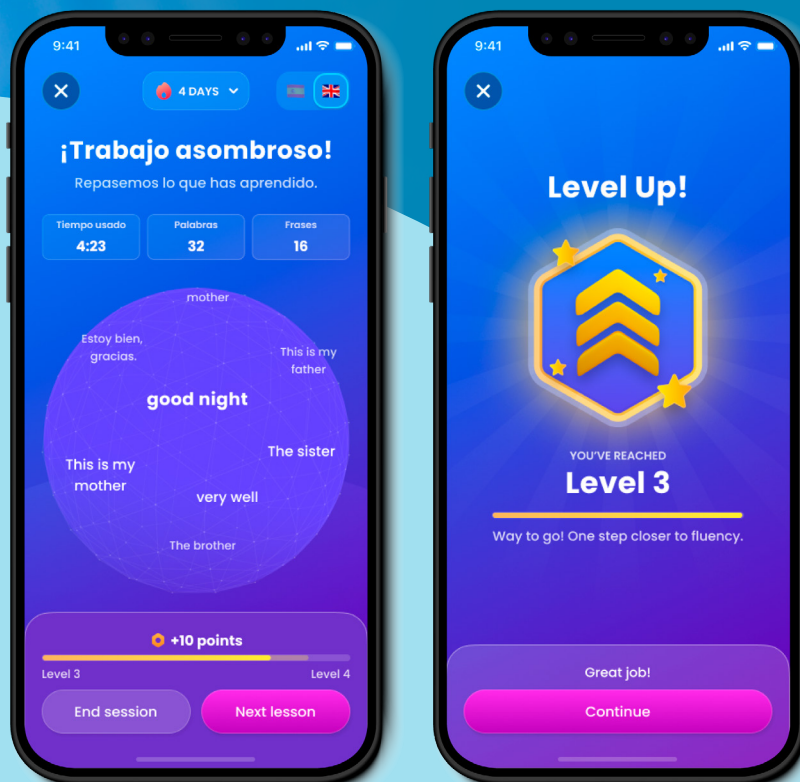 9:41
4 DAYS
¡Trabajo asombroso!
Repasemos lo que has aprendido.
Tiempo usado
4:23
Palabras
32
Frases
16
mother
Estoy bien,
gracias.
This is my
father
good night
The sister
This is my
mother
very well
The brother
+10 points
Level 3
Level 4
End session
Next lesson
9:41
Level Up!
YOU'VE REACHED
Level 3
Way to go! One step closer to fluency.
Great job!
Continue